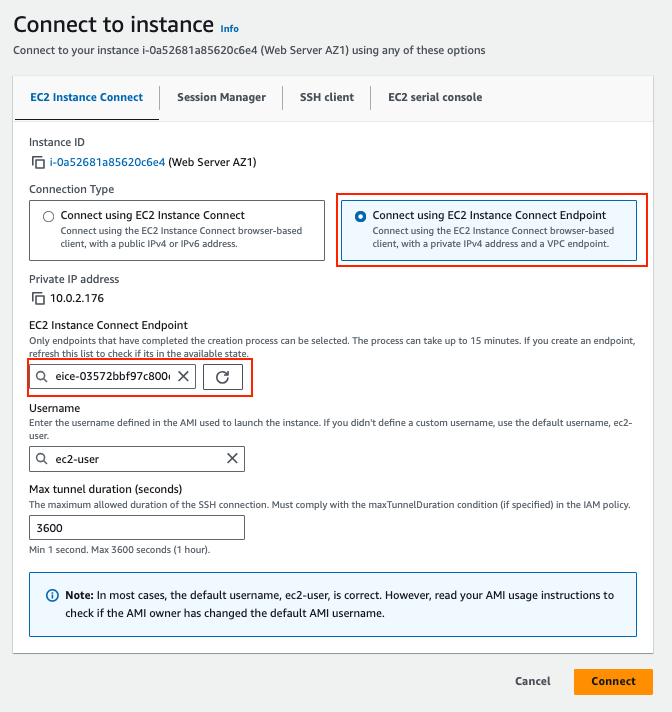 Connect to instance Info
Connect to your instance i-0a52681a85620c6e4 (Web Server AZ1) using any of these options
EC2 Instance Connect
Session Manager
SSH client
EC2 serial console
Instance ID
i-0a52681a85620c6e4 (Web Server AZ1)
Connection Type
Connect using EC2 Instance Connect
Connect using the EC2 Instance Connect browser-based
client, with a public IPv4 or IPv6 address.
Connect using EC2 Instance Connect Endpoint
Connect using the EC2 Instance Connect browser-based
client, with a private IPv4 address and a VPC endpoint.
Private IP address
10.0.2.176
EC2 Instance Connect Endpoint
Only endpoints that have completed the creation process can be selected. The process can take up to 15 minutes. If you create an endpoint,
refresh this list to check if its in the available state.
eice-03572bbf97c800
Username
Enter the username defined in the AMI used to launch the instance. If you didn't define a custom username, use the default username, ec2-
user.
ec2-user
Max tunnel duration (seconds)
The maximum allowed duration of the SSH connection. Must comply with the maxTunnelDuration condition (if specified) in the IAM policy.
3600
Min 1 second. Max 3600 seconds (1 hour).
Note: In most cases, the default username, ec2-user, is correct. However, read your AMI usage instructions to
check if the AMI owner has changed the default AMI username.
Cancel
Connect